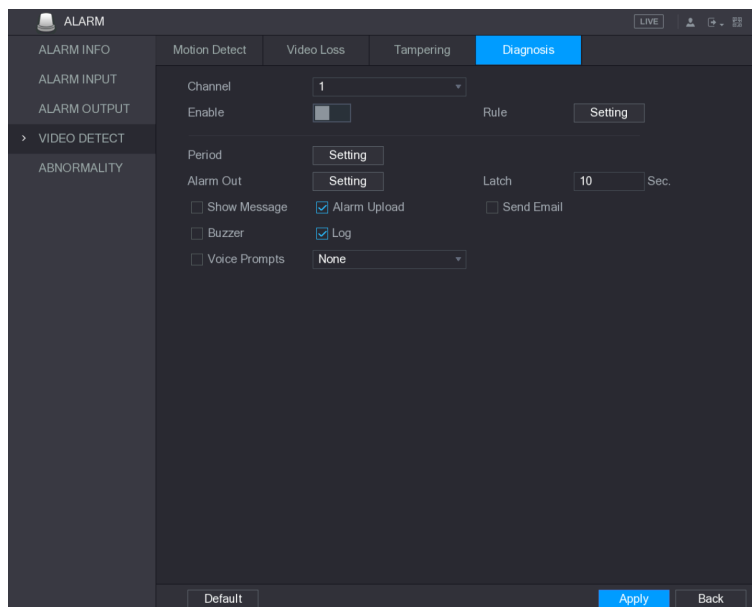 ALARM LIVE
ALARM INFO Motion Detect Video Loss Tampering Diagnosis
ALARM INPUT Channel 1
ALARM OUTPUT Enable Rule Setting
VIDEO DETECT
ABNORMALITY Period Setting
Alarm Out Setting Latch 10 Sec.
Show Message Alarm Upload Send Email
Buzzer Log
Voice Prompts None
Default Apply Back